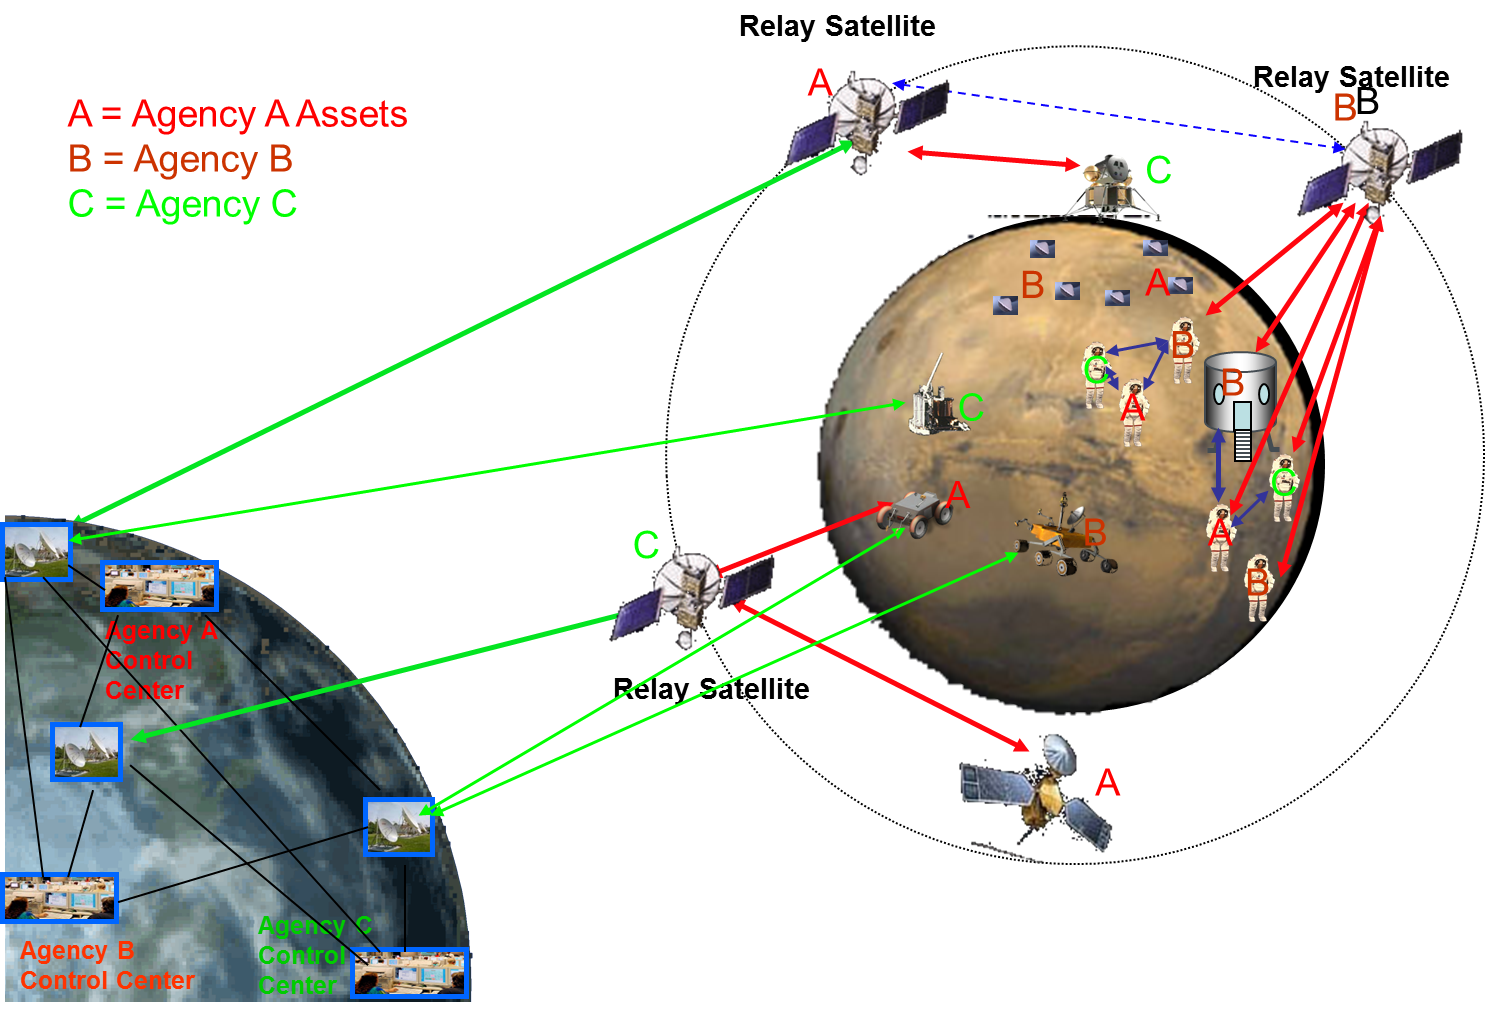 Relay Satellite
Relay Satellite
A
BB
A = Agency A Assets
B = Agency B
C = Agency C
C
B
A
B
C
A
B
C
A
B
C
C
A
B
A
B
C
Relay Satellite
A
Agency A
Control
Center
Agency B
Control Center
Agency C
Control
Center